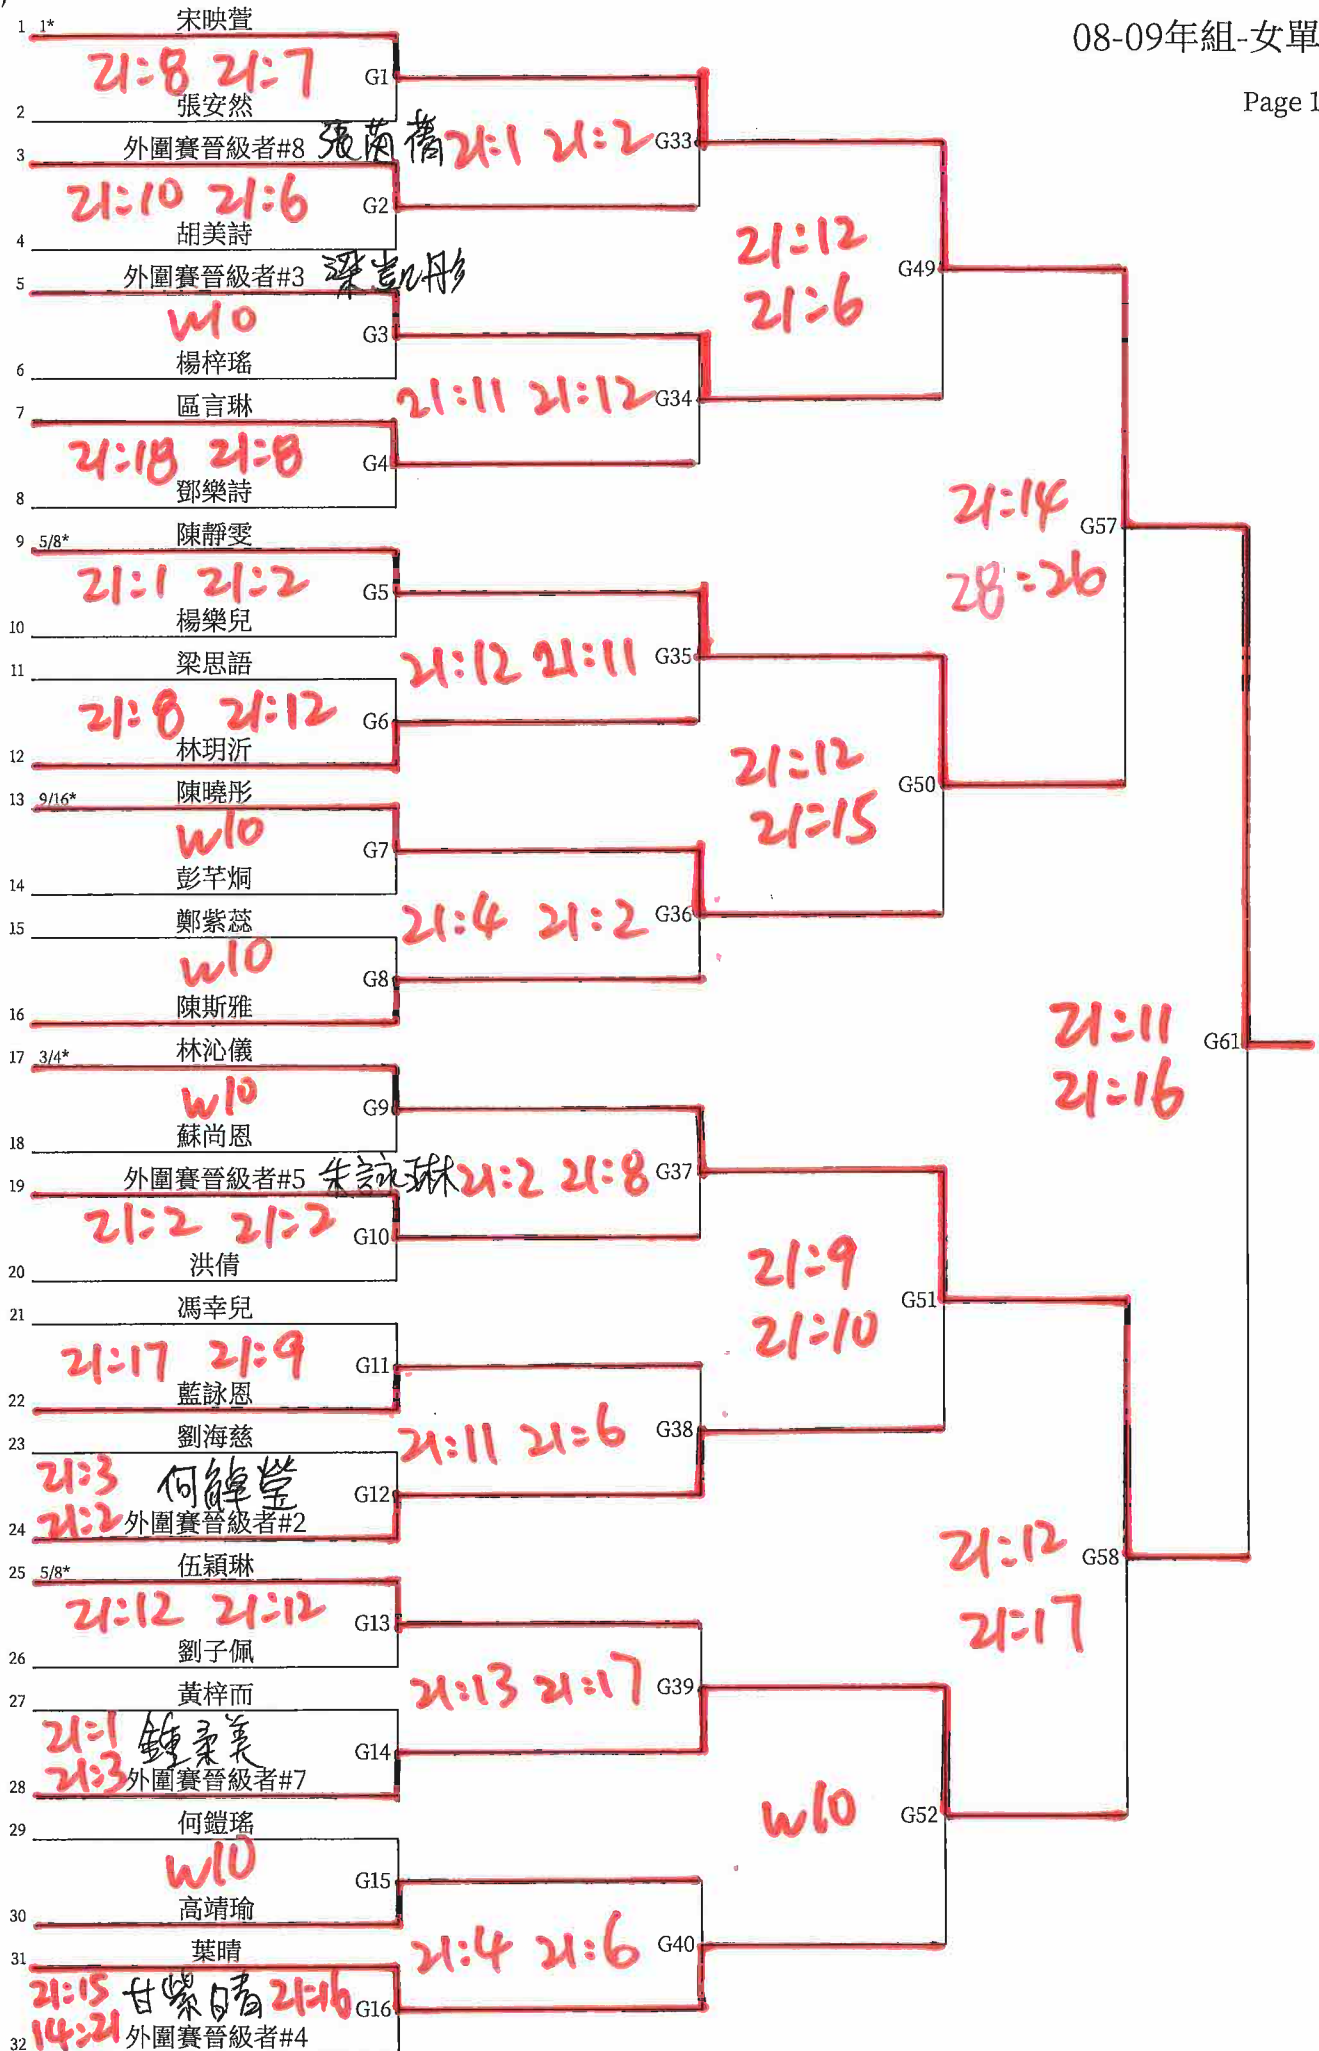 08-09年組-女單
Page 1
1 1* 宋映萱
21:8 21:7 G1
2 張安然
3 外圍賽晉級者#8 張茵蕎 21:1 21:2 G33
21:10 21:6 G2
4 胡美詩
21:12
21:6
G49
5 外圍賽晉級者#3 梁凱彤
w/o G3
6 楊梓瑤
21:11 21:12 G34
7 區言琳
21:18 21:8 G4
8 鄧樂詩
21:14
28:26
G57
9 5/8* 陳靜雯
21:1 21:2 G5
10 楊樂兒
21:12 21:11 G35
11 梁思語
21:8 21:12 G6
12 林玥沂
21:12
21:15
G50
13 9/16* 陳曉彤
w/o G7
14 彭芊烔
21:4 21:2 G36
15 鄭紫蕊
w/o G8
16 陳斯雅
21:11
21:16
G61
17 3/4* 林沁儀
w/o G9
18 蘇尚恩
19 外圍賽晉級者#5 朱詠琳 21:2 21:8 G37
21:2 21:2 G10
20 洪倩
21:9
21:10
G51
21 馮幸兒
21:17 21:9 G11
22 藍詠恩
21:11 21:6 G38
23 劉海慈
21:3 何綽瑩 G12
21:2
24 外圍賽晉級者#2
21:12
21:17
G58
25 5/8* 伍穎琳
21:12 21:12 G13
26 劉子佩
21:13 21:17 G39
27 黃梓而
21:1 鍾柔美 G14
21:3
28 外圍賽晉級者#7
w/o G52
29 何鎧瑤
w/o G15
30 高靖瑜
21:4 21:6 G40
31 葉晴
21:15 甘紫晴 21:16 G16
14:21
32 外圍賽晉級者#4